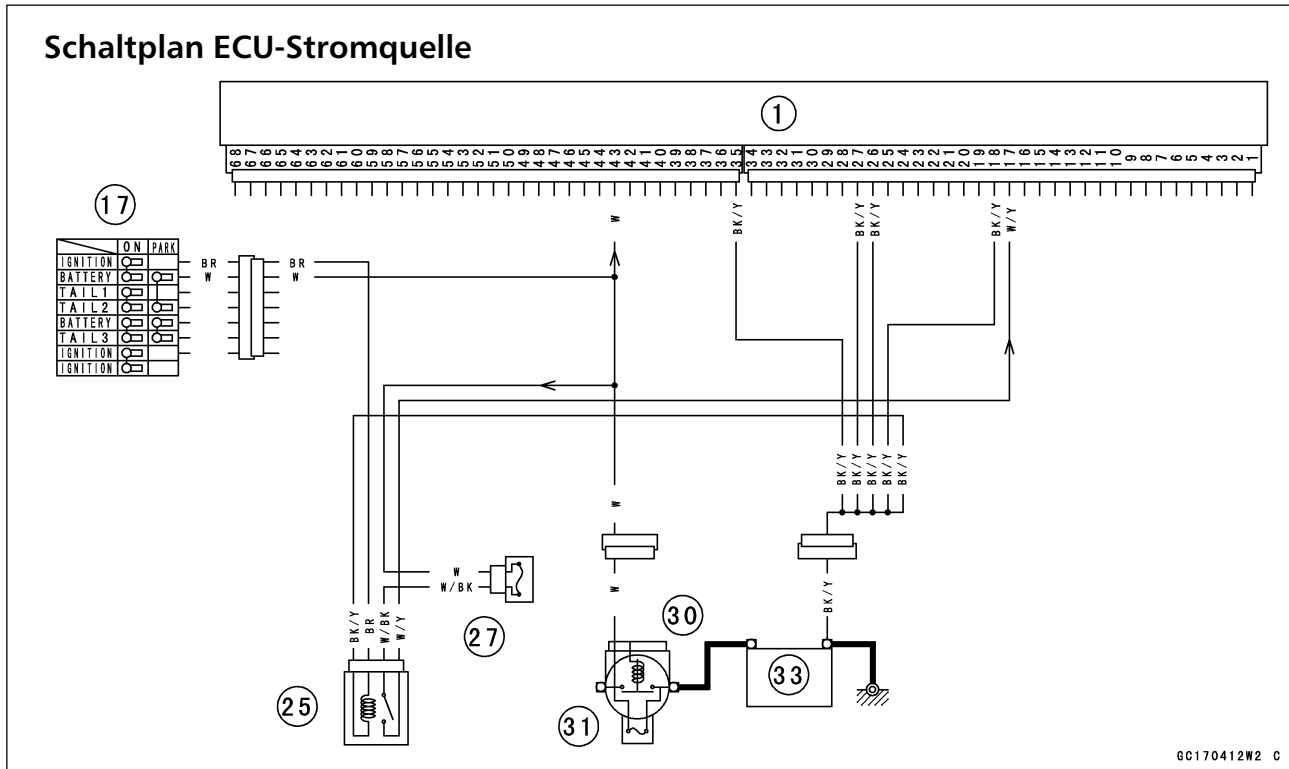 Schaltplan ECU-Stromquelle
1
68 67 66 65 64 63 62 61 60 59 58 57 56 55 54 53 52 51 50 49 48 47 46 45 44 43 42 41 40 39 38 37 36 35 34 33 32 31 30 29 28 27 26 25 24 23 22 21 20 19 18 17 16 15 14 13 12 11 10 9 8 7 6 5 4 3 2 1
W BK/Y BK/Y BK/Y BK/Y W/Y
17
ON PARK
IGNITION
BATTERY
TAIL1
TAIL2
BATTERY
TAIL3
IGNITION
IGNITION
BR BR
W W
W
BK/Y BK/Y BK/Y BK/Y BK/Y
W
W/BK
27
W
BK/Y
BK/Y BR W/BK W/Y
25
30
31
33
GC170412W2 C